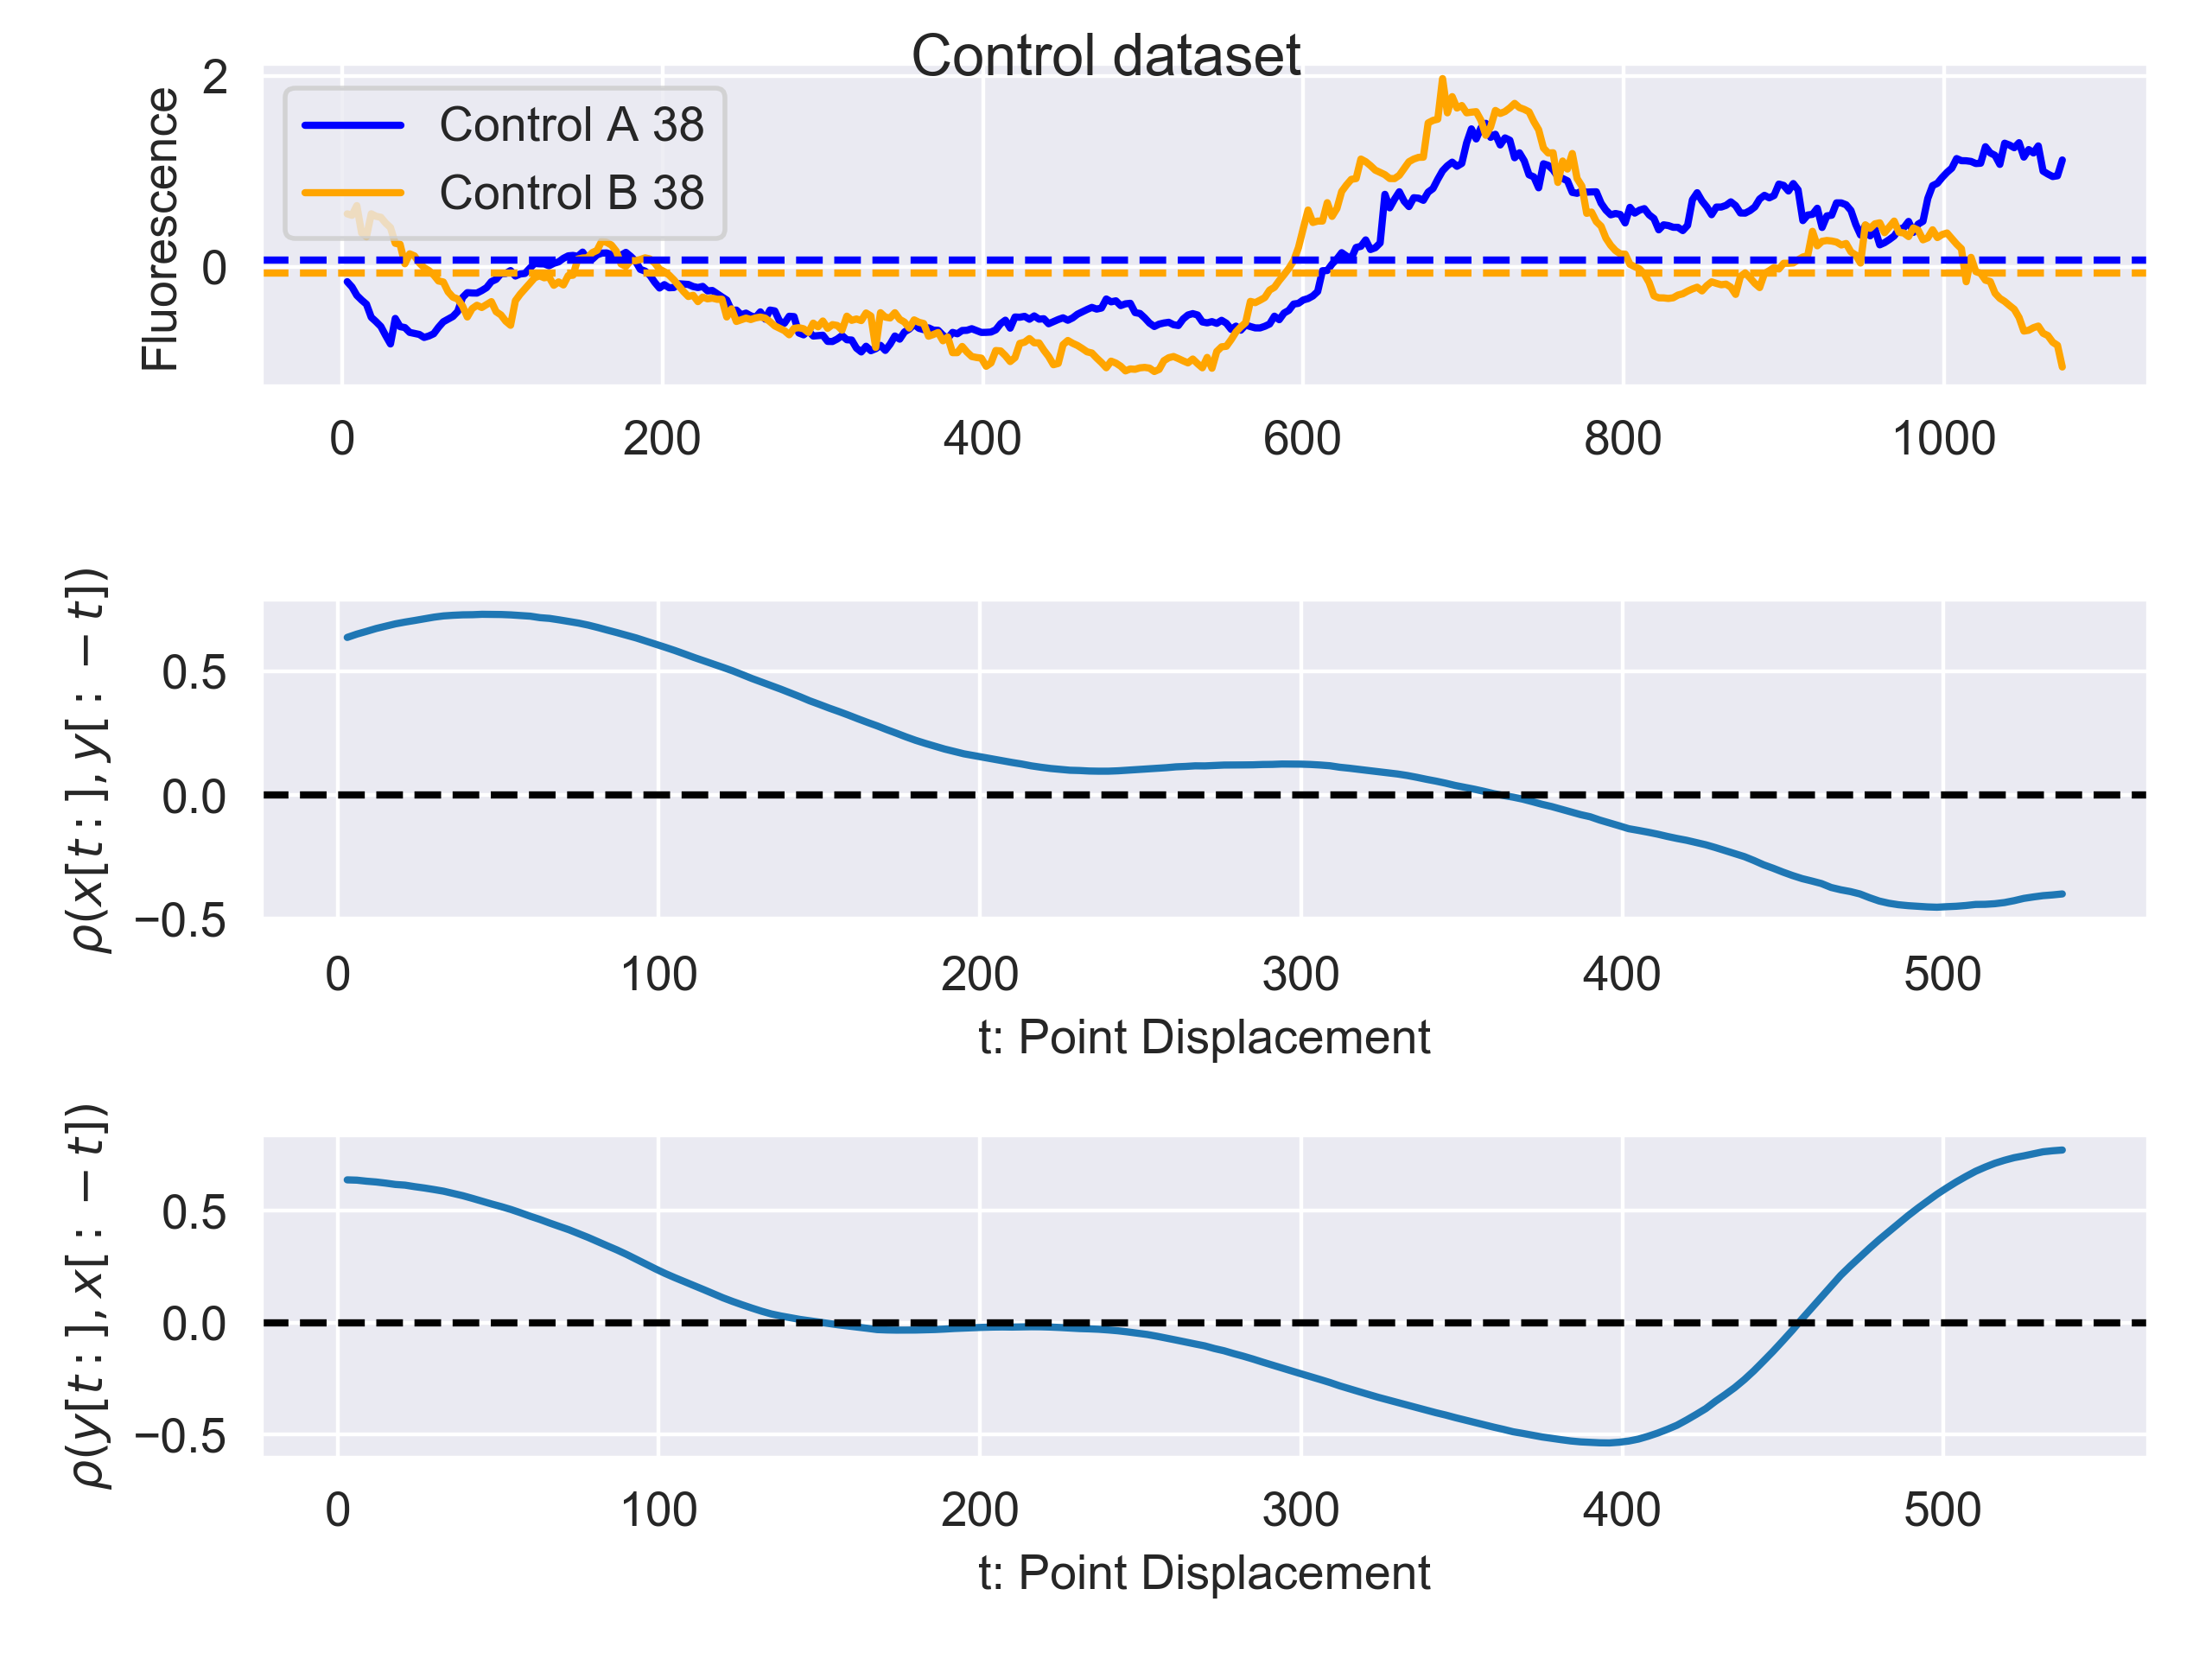 Control dataset
Fluorescence
2
0
Control A 38
Control B 38
0 200 400 600 800 1000
ρ(x[t:], y[: −t])
0.5
0.0
−0.5
0 100 200 300 400 500
t: Point Displacement
ρ(y[t:], x[: −t])
0.5
0.0
−0.5
0 100 200 300 400 500
t: Point Displacement